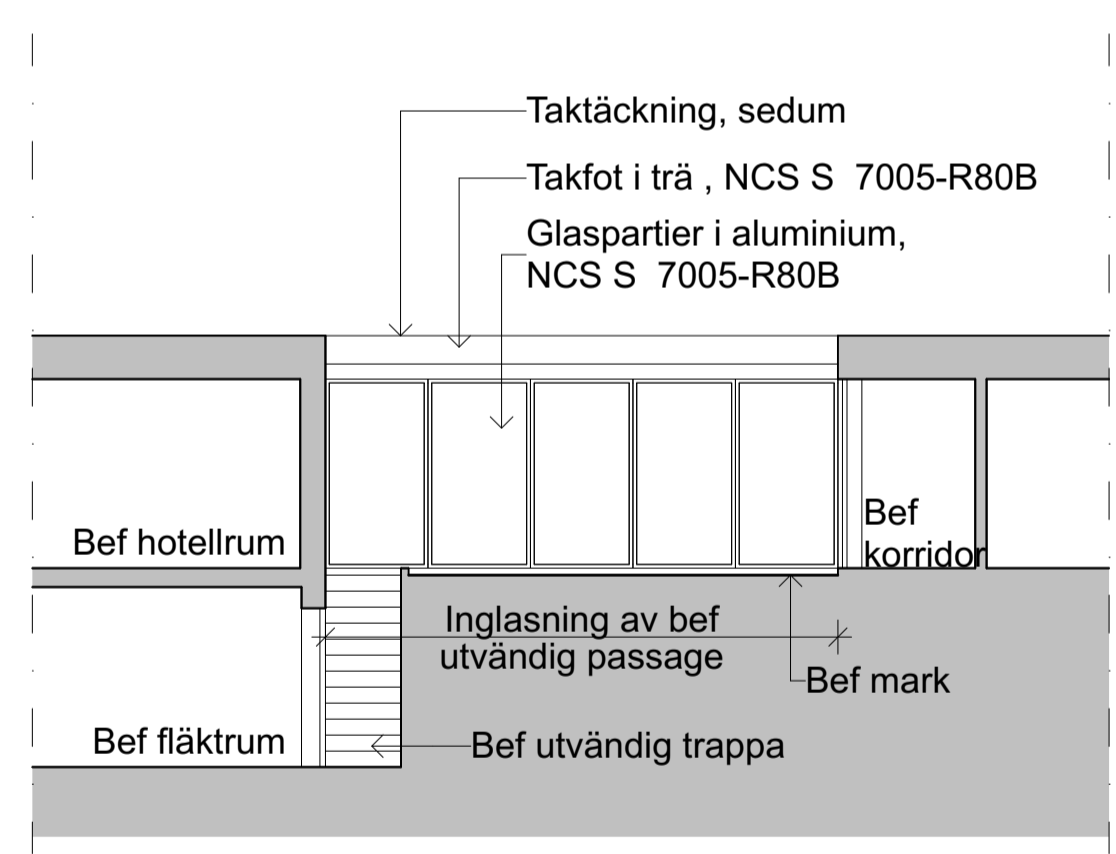 Taktäckning, sedum
Takfot i trä , NCS S  7005-R80B
Glaspartier i aluminium,
NCS S  7005-R80B
Bef hotellrum
Bef
korridor
Inglasning av bef
utvändig passage
Bef mark
Bef fläktrum
Bef utvändig trappa